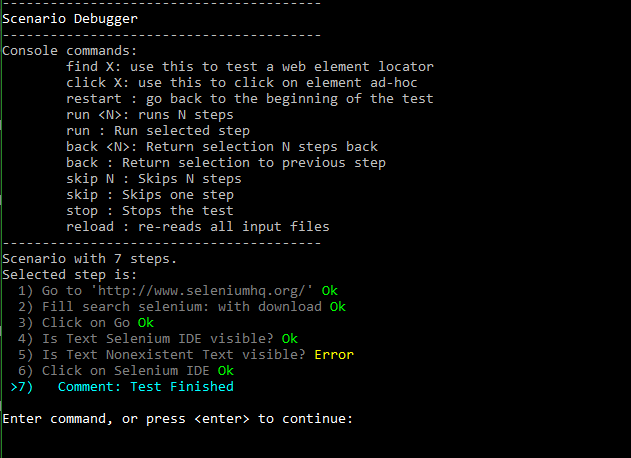 ----------------------------------------
Scenario Debugger
----------------------------------------
Console commands:
find X: use this to test a web element locator
click X: use this to click on element ad-hoc
restart : go back to the beginning of the test
run <N>: runs N steps
run : Run selected step
back <N>: Return selection N steps back
back : Return selection to previous step
skip N : Skips N steps
skip : Skips one step
stop : Stops the test
reload : re-reads all input files
----------------------------------------
Scenario with 7 steps.
Selected step is:
1) Go to 'http://www.seleniumhq.org/' Ok
2) Fill search selenium: with download Ok
3) Click on Go Ok
4) Is Text Selenium IDE visible? Ok
5) Is Text Nonexistent Text visible? Error
6) Click on Selenium IDE Ok
>7) Comment: Test Finished
Enter command, or press <enter> to continue: